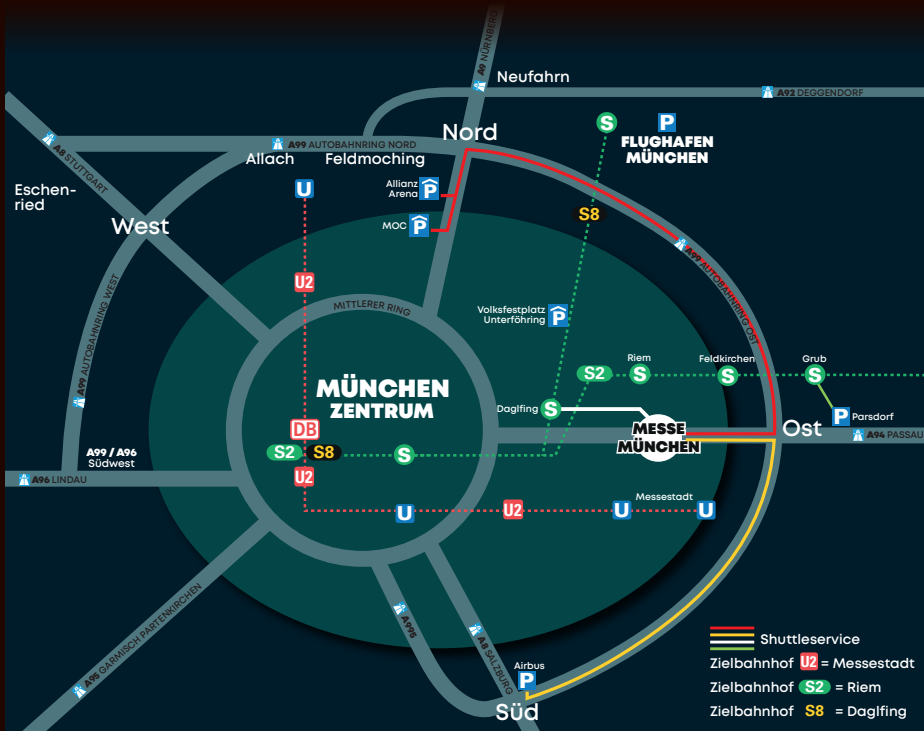 A9 NÜRNBERG
Neufahrn
A92 DEGGENDORF
A8 STUTTGART
A99 AUTOBAHNRING NORD
Nord
S
P
FLUGHAFEN
MÜNCHEN
Allach
Feldmoching
Eschen-
ried
U
Allianz
Arena
P
S8
West
MOC
P
A99 AUTOBAHNRING OST
U2
A99 AUTOBAHNRING WEST
MITTLERER RING
Volksfestplatz
Unterföhring
P
Riem
Feldkirchen
Grub
S2
S
S
S
MÜNCHEN
ZENTRUM
Daglfing
S
P
Parsdorf
DB
MESSE
MÜNCHEN
Ost
A94 PASSAU
A99 / A96
Südwest
S2
S8
S
A96 LINDAU
U2
U
U2
Messestadt
U
U
A95 GARMISCH PARTENKIRCHEN
A995
A8 SALZBURG
Airbus
P
Süd
Shuttleservice
Zielbahnhof U2 = Messestadt
Zielbahnhof S2 = Riem
Zielbahnhof S8 = Daglfing